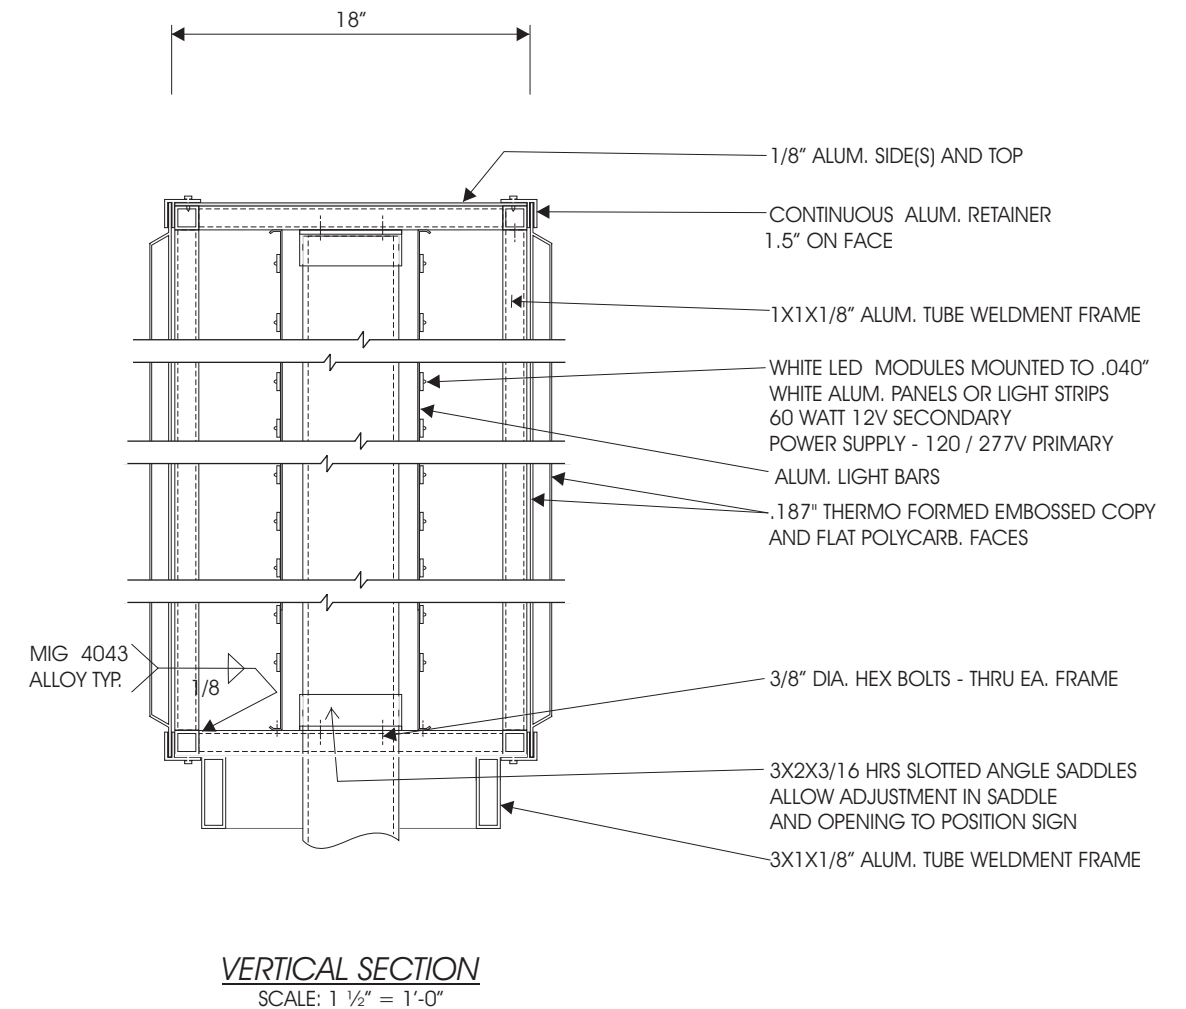 18”
1/8” ALUM. SIDE(S) AND TOP
CONTINUOUS ALUM. RETAINER
1.5” ON FACE
1X1X1/8” ALUM. TUBE WELDMENT FRAME
WHITE LED MODULES MOUNTED TO .040”
WHITE ALUM. PANELS OR LIGHT STRIPS
60 WATT 12V SECONDARY
POWER SUPPLY - 120 / 277V PRIMARY
ALUM. LIGHT BARS
.187" THERMO FORMED EMBOSSED COPY
AND FLAT POLYCARB. FACES
MIG 4043
ALLOY TYP.
1/8
3/8” DIA. HEX BOLTS - THRU EA. FRAME
3X2X3/16 HRS SLOTTED ANGLE SADDLES
ALLOW ADJUSTMENT IN SADDLE
AND OPENING TO POSITION SIGN
3X1X1/8” ALUM. TUBE WELDMENT FRAME
VERTICAL SECTION
SCALE: 1 ½” = 1’-0”